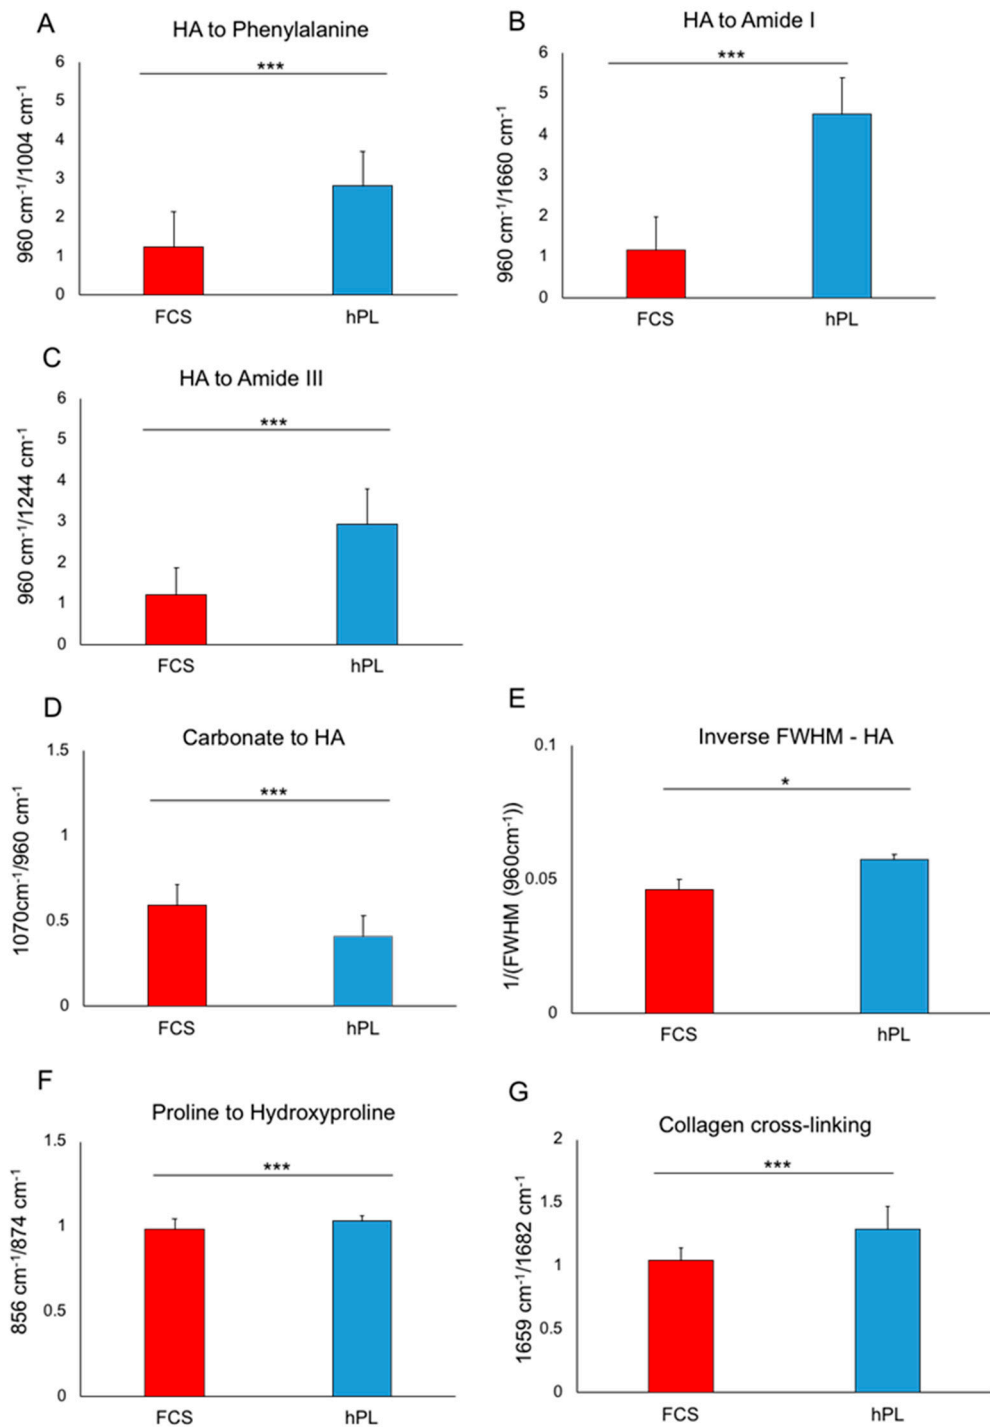 A
HA to Phenylalanine
***
960 cm⁻¹/1004 cm⁻¹
6
5
4
3
2
1
0
FCS
hPL
B
HA to Amide I
***
960 cm⁻¹/1660 cm⁻¹
6
5
4
3
2
1
0
FCS
hPL
C
HA to Amide III
***
960 cm⁻¹/1244 cm⁻¹
6
5
4
3
2
1
0
FCS
hPL
D
Carbonate to HA
***
1070cm⁻¹/960 cm⁻¹
1.5
1
0.5
0
FCS
hPL
E
Inverse FWHM - HA
*
1/(FWHM (960cm⁻¹))
0.1
0.05
0
FCS
hPL
F
Proline to Hydroxyproline
***
856 cm⁻¹/874 cm⁻¹
1.5
1
0.5
0
FCS
hPL
G
Collagen cross-linking
***
1659 cm⁻¹/1682 cm⁻¹
2
1.5
1
0.5
0
FCS
hPL